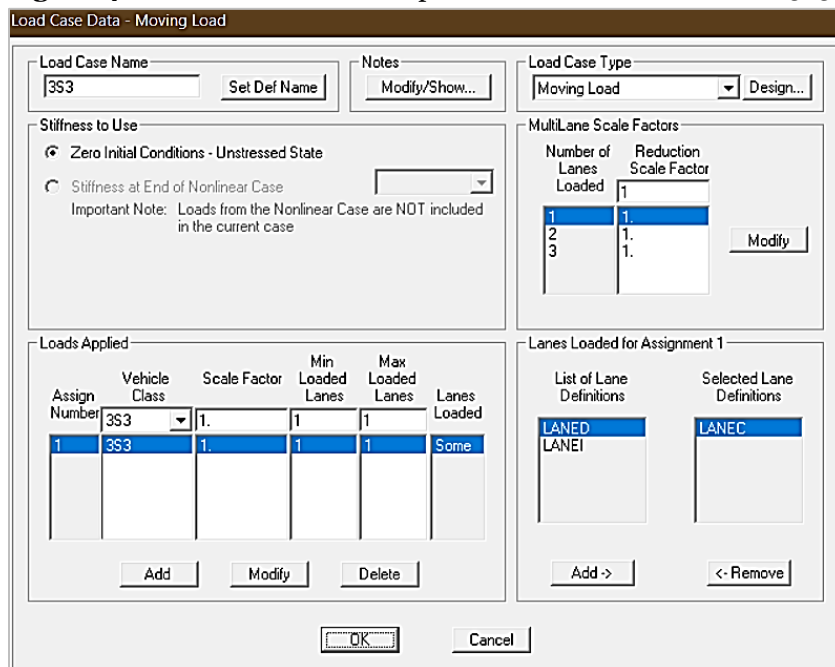 Load Case Data - Moving Load
Load Case Name
3S3
Set Def Name
Notes
Modify/Show...
Load Case Type
Moving Load
Design...
Stiffness to Use
Zero Initial Conditions - Unstressed State
Stiffness at End of Nonlinear Case
Important Note: Loads from the Nonlinear Case are NOT included
in the current case
MultiLane Scale Factors
Number of Reduction
Lanes Scale Factor
Loaded 1
1 1.
2 1.
3 1.
Modify
Loads Applied
Min Max
Vehicle Scale Factor Loaded Loaded
Assign Class Lanes Lanes Lanes
Number 3S3 1. 1 1 Loaded
1 3S3 1. 1 1 Some
Add Modify Delete
Lanes Loaded for Assignment 1
List of Lane Selected Lane
Definitions Definitions
LANED LANEC
LANEI
Add -> <- Remove
OK Cancel